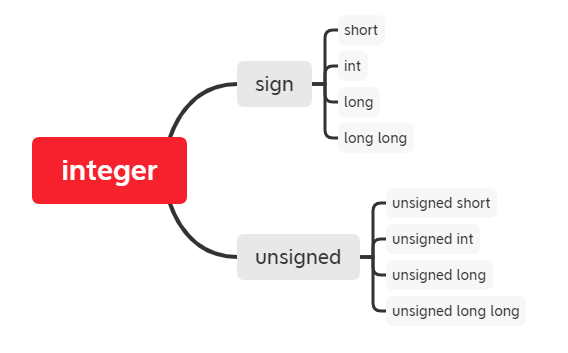 integer
sign
short
int
long
long long
unsigned
unsigned short
unsigned int
unsigned long
unsigned long long